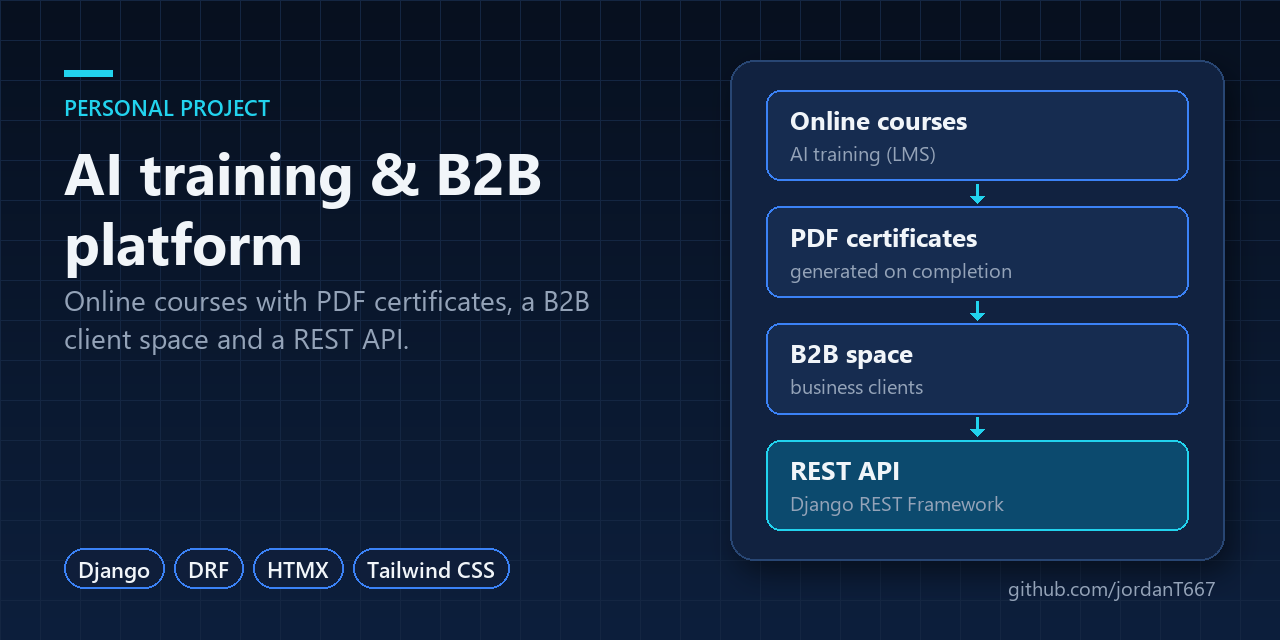 PERSONAL PROJECT
AI training & B2B
platform
Online courses with PDF certificates, a B2B
client space and a REST API.
Django
DRF
HTMX
Tailwind CSS
Online courses
AI training (LMS)
PDF certificates
generated on completion
B2B space
business clients
REST API
Django REST Framework
github.com/jordanT667